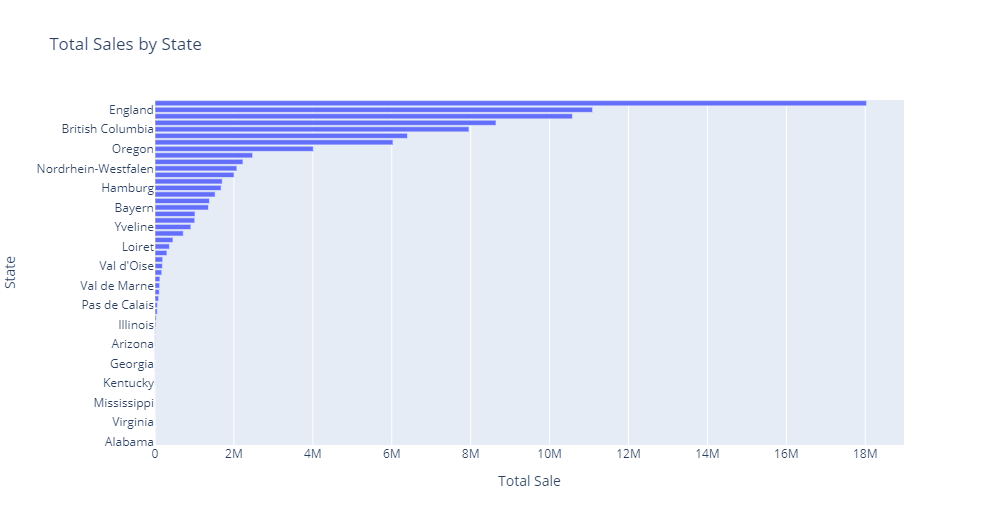 Total Sales by State
England
British Columbia
Oregon
Nordrhein-Westfalen
Hamburg
Bayern
Yveline
Loiret
Val d'Oise
Val de Marne
Pas de Calais
Illinois
Arizona
Georgia
Kentucky
Mississippi
Virginia
Alabama
State
0 2M 4M 6M 8M 10M 12M 14M 16M 18M
Total Sale